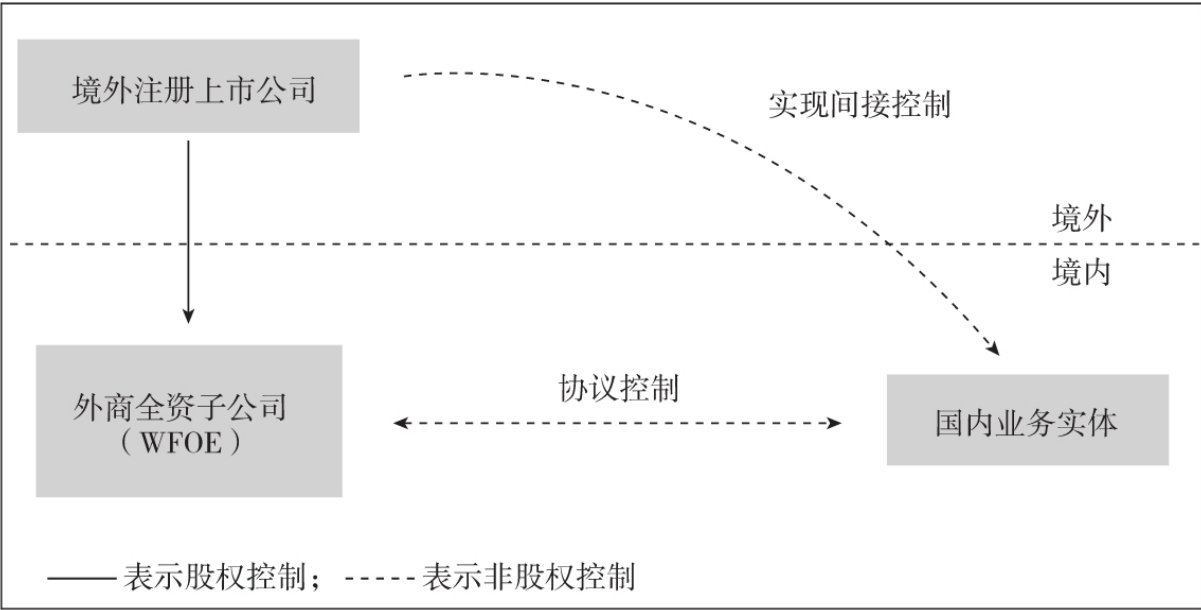 境外注册上市公司
实现间接控制
境外
境内
外商全资子公司
（WFOE）
协议控制
国内业务实体
表示股权控制；
表示非股权控制